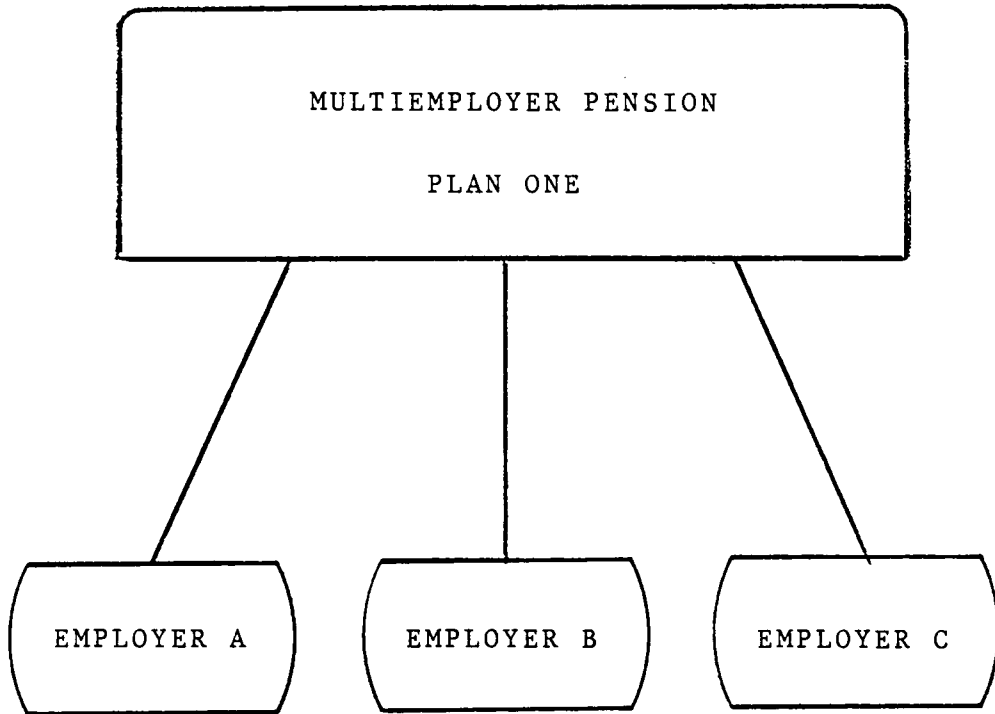 MULTIEMPLOYER PENSION
PLAN ONE
EMPLOYER A
EMPLOYER B
EMPLOYER C